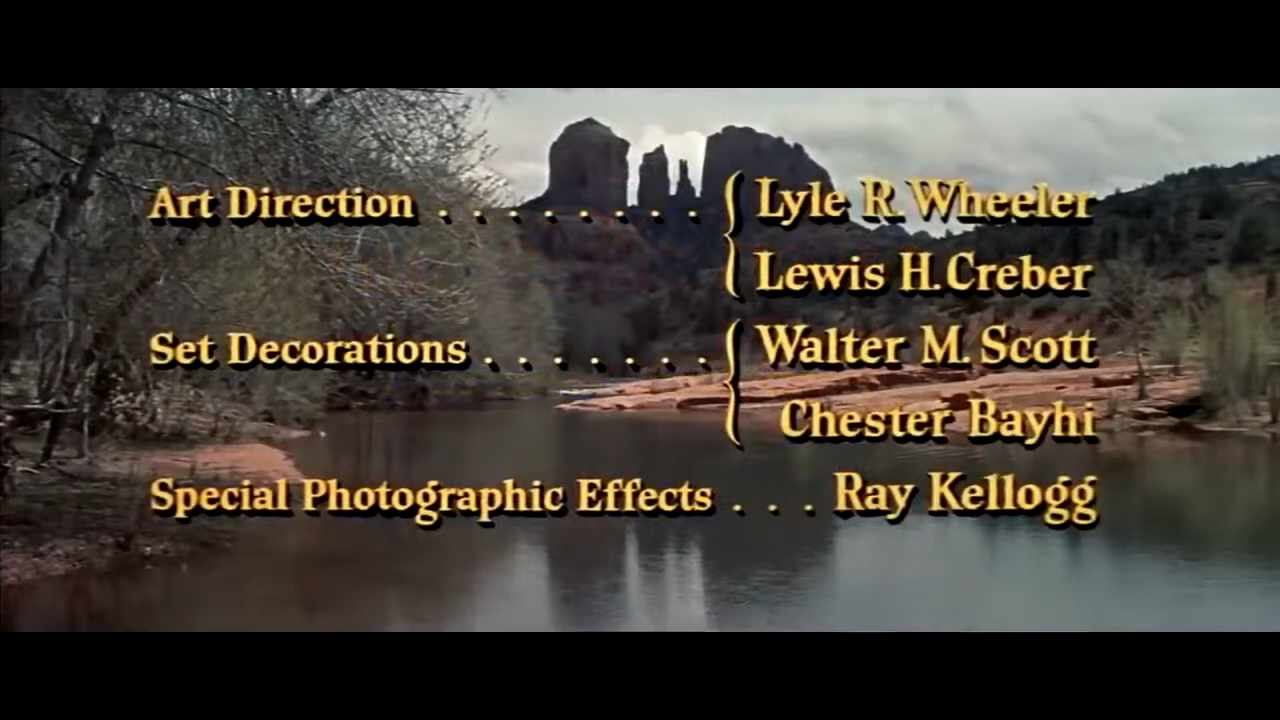 Art Direction . . . . . . . . { Lyle R. Wheeler
Lewis H. Creber
Set Decorations . . . . . . . { Walter M. Scott
Chester Bayhi
Special Photographic Effects . . . Ray Kellogg